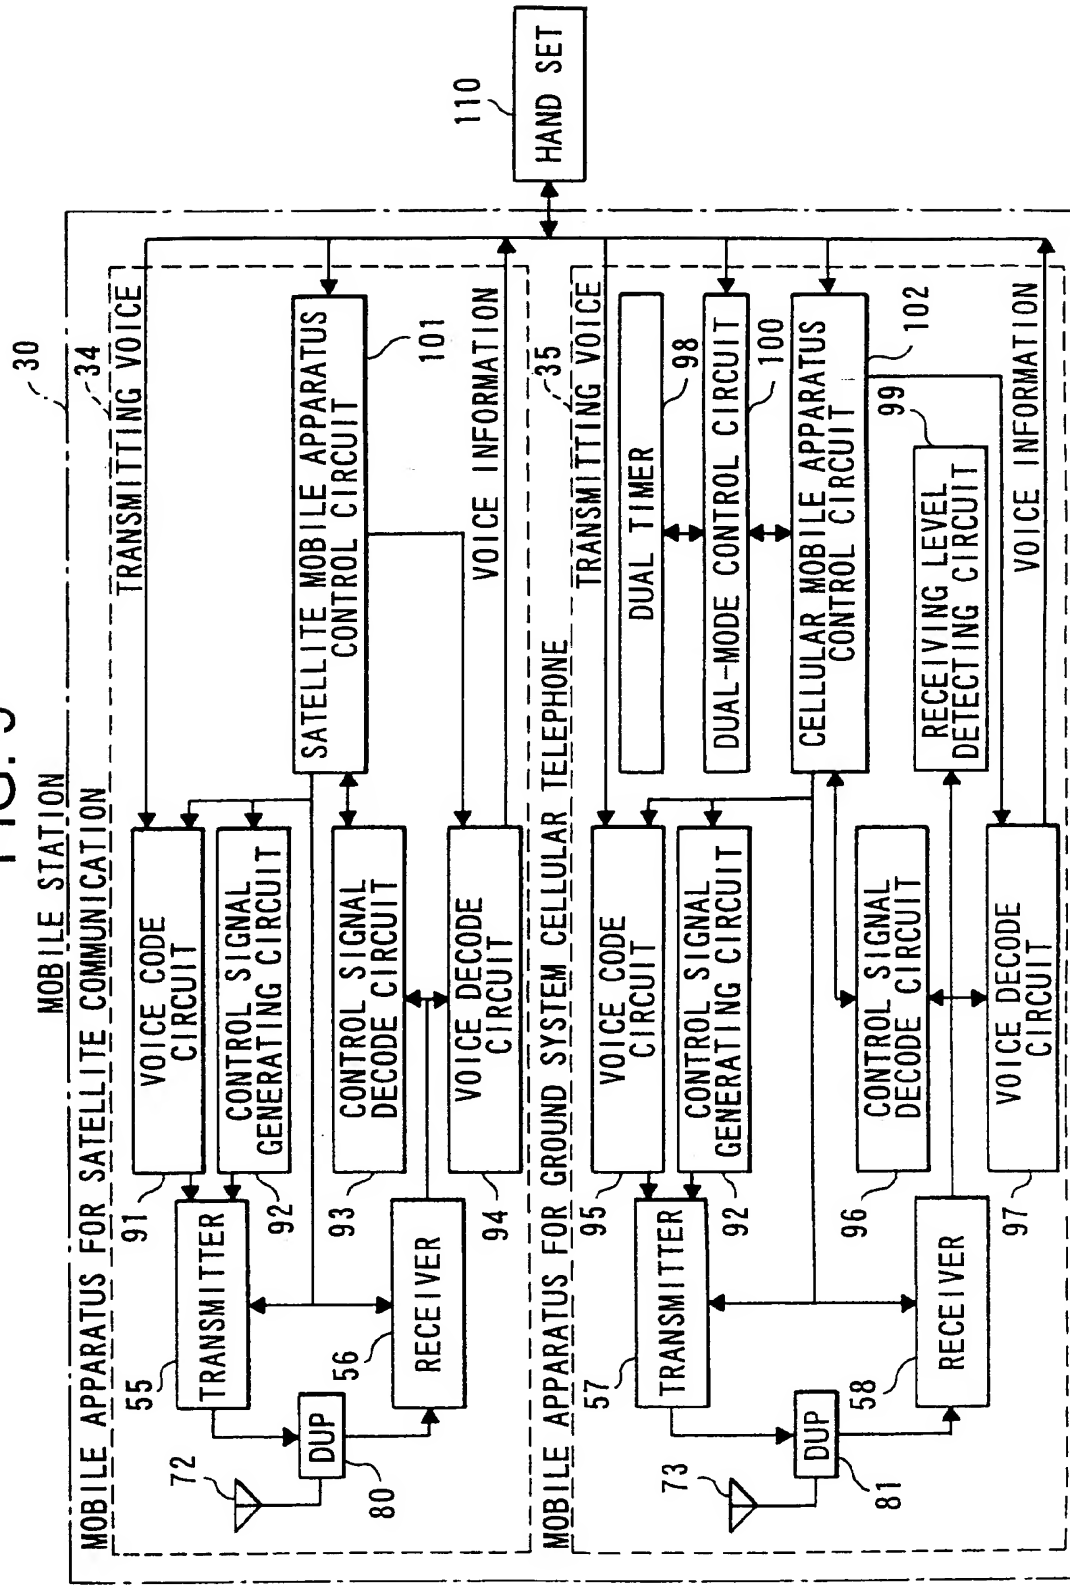 MOBILE STATION
30
MOBILE APPARATUS FOR SATELLITE COMMUNICATION
34
TRANSMITTING VOICE
72
DUP
80
55
TRANSMITTER
56
RECEIVER
91
VOICE CODE
CIRCUIT
92
CONTROL SIGNAL
GENERATING CIRCUIT
93
CONTROL SIGNAL
DECODE CIRCUIT
94
VOICE DECODE
CIRCUIT
SATELLITE MOBILE APPARATUS
CONTROL CIRCUIT
101
VOICE INFORMATION
110
HAND SET
MOBILE APPARATUS FOR GROUND SYSTEM CELLULAR TELEPHONE
35
TRANSMITTING VOICE
73
DUP
81
57
TRANSMITTER
58
RECEIVER
95
VOICE CODE
CIRCUIT
92
CONTROL SIGNAL
GENERATING CIRCUIT
96
CONTROL SIGNAL
DECODE CIRCUIT
97
VOICE DECODE
CIRCUIT
DUAL TIMER
98
DUAL-MODE CONTROL CIRCUIT
100
CELLULAR MOBILE APPARATUS
CONTROL CIRCUIT
102
99
RECEIVING LEVEL
DETECTING CIRCUIT
VOICE INFORMATION